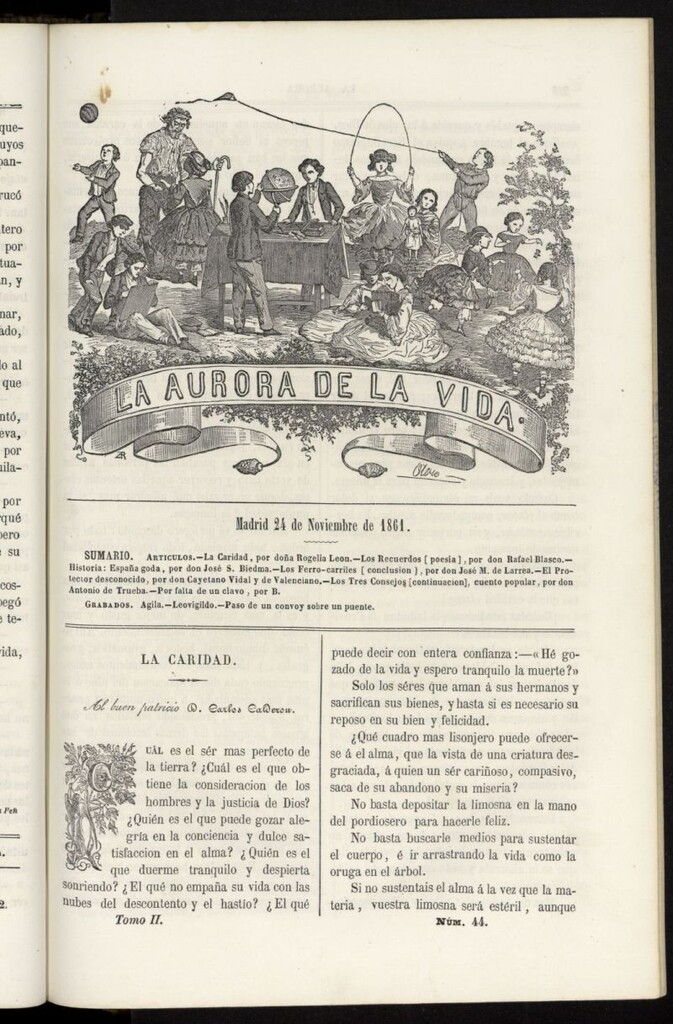 LA AURORA DE LA VIDA.
Madrid 24 de Noviembre de 1861.
SUMARIO. ARTICULOS.—La Caridad, por doña Rogelia Leon.—Los Recuerdos [poesia], por don Rafael Blasco.—
Historia: España goda, por don José S. Biedma.—Los Ferro-carriles (conclusion), por don José M. de Larrea.—El Pro-
tector desconocido, por don Cayetano Vidal y de Valenciano.—Los Tres Consejos [continuacion], cuento popular, por don
Antonio de Trueba.—Por falta de un clavo, por B.
GRABADOS. Agila.—Leovigildo.—Paso de un convoy sobre un puente.
LA CARIDAD.
Al buen patricio D. Carlos Calderon.
CUÁL es el sér mas perfecto de
la tierra? ¿Cuál es el que ob-
tiene la consideracion de los
hombres y la justicia de Dios?
¿Quién es el que puede gozar ale-
gría en la conciencia y dulce sa-
tisfaccion en el alma? ¿Quién es el
que duerme tranquilo y despierta
sonriendo? ¿El qué no empaña su vida con las
nubes del descontento y el hastío? ¿El qué
Tomo II.
puede decir con entera confianza:—«Hé go-
zado de la vida y espero tranquilo la muerte?»
Solo los séres que aman á sus hermanos y
sacrifican sus bienes, y hasta si es necesario su
reposo en su bien y felicidad.
¿Qué cuadro mas lisonjero puede ofrecer-
se á el alma, que la vista de una criatura des-
graciada, á quien un sér cariñoso, compasivo,
saca de su abandono y su miseria?
No basta depositar la limosna en la mano
del pordiosero para hacerle feliz.
No basta buscarle medios para sustentar
el cuerpo, é ir arrastrando la vida como la
oruga en el árbol.
Si no sustentais el alma á la vez que la ma-
teria, vuestra limosna será estéril, aunque
NÚM. 44.